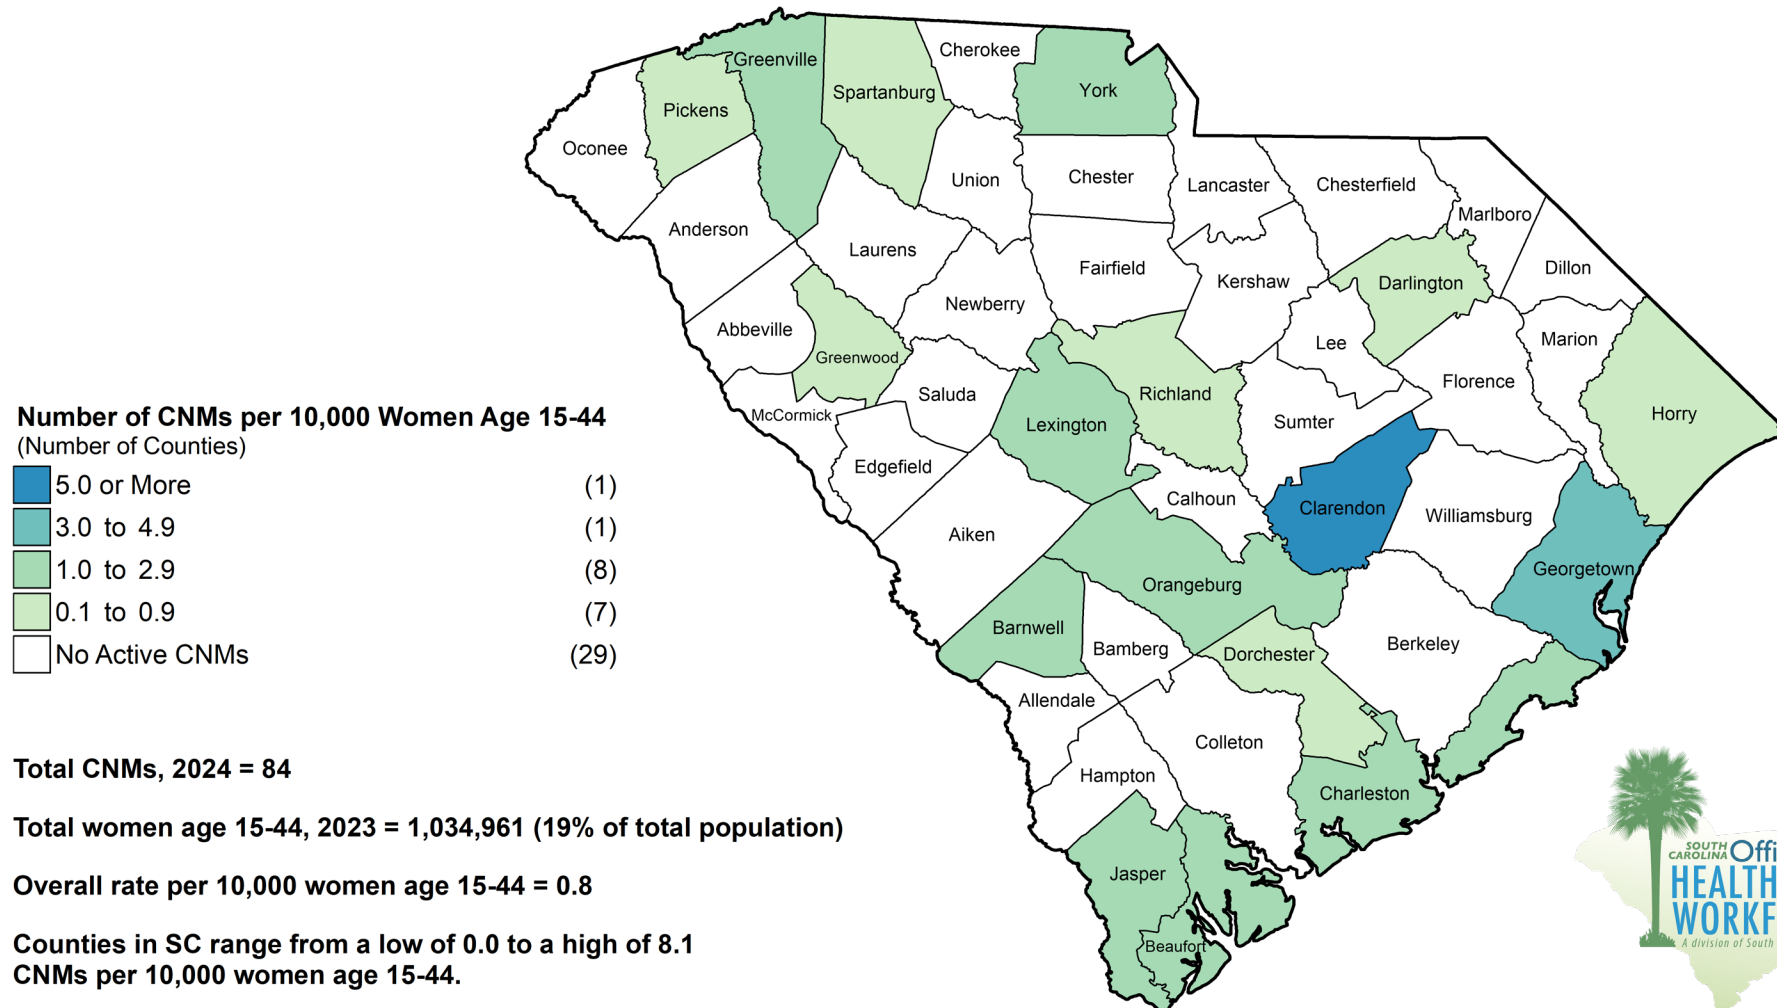 Cherokee
Greenville
York
Spartanburg
Pickens
Oconee
Union
Chester
Lancaster
Chesterfield
Marlboro
Anderson
Laurens
Fairfield
Dillon
Kershaw
Darlington
Newberry
Abbeville
Marion
Lee
Greenwood
Florence
Saluda
Richland
McCormick
Horry
Sumter
Lexington
Edgefield
Calhoun
Clarendon
Williamsburg
Aiken
Georgetown
Orangeburg
Barnwell
Berkeley
Bamberg
Dorchester
Allendale
Colleton
Hampton
Charleston
Jasper
Beaufort
Number of CNMs per 10,000 Women Age 15-44
(Number of Counties)
5.0 or More (1)
3.0 to 4.9 (1)
1.0 to 2.9 (8)
0.1 to 0.9 (7)
No Active CNMs (29)
Total CNMs, 2024 = 84
Total women age 15-44, 2023 = 1,034,961 (19% of total population)
Overall rate per 10,000 women age 15-44 = 0.8
Counties in SC range from a low of 0.0 to a high of 8.1
CNMs per 10,000 women age 15-44.
SOUTH
CAROLINA Offi
HEALTH
WORKF
A division of South